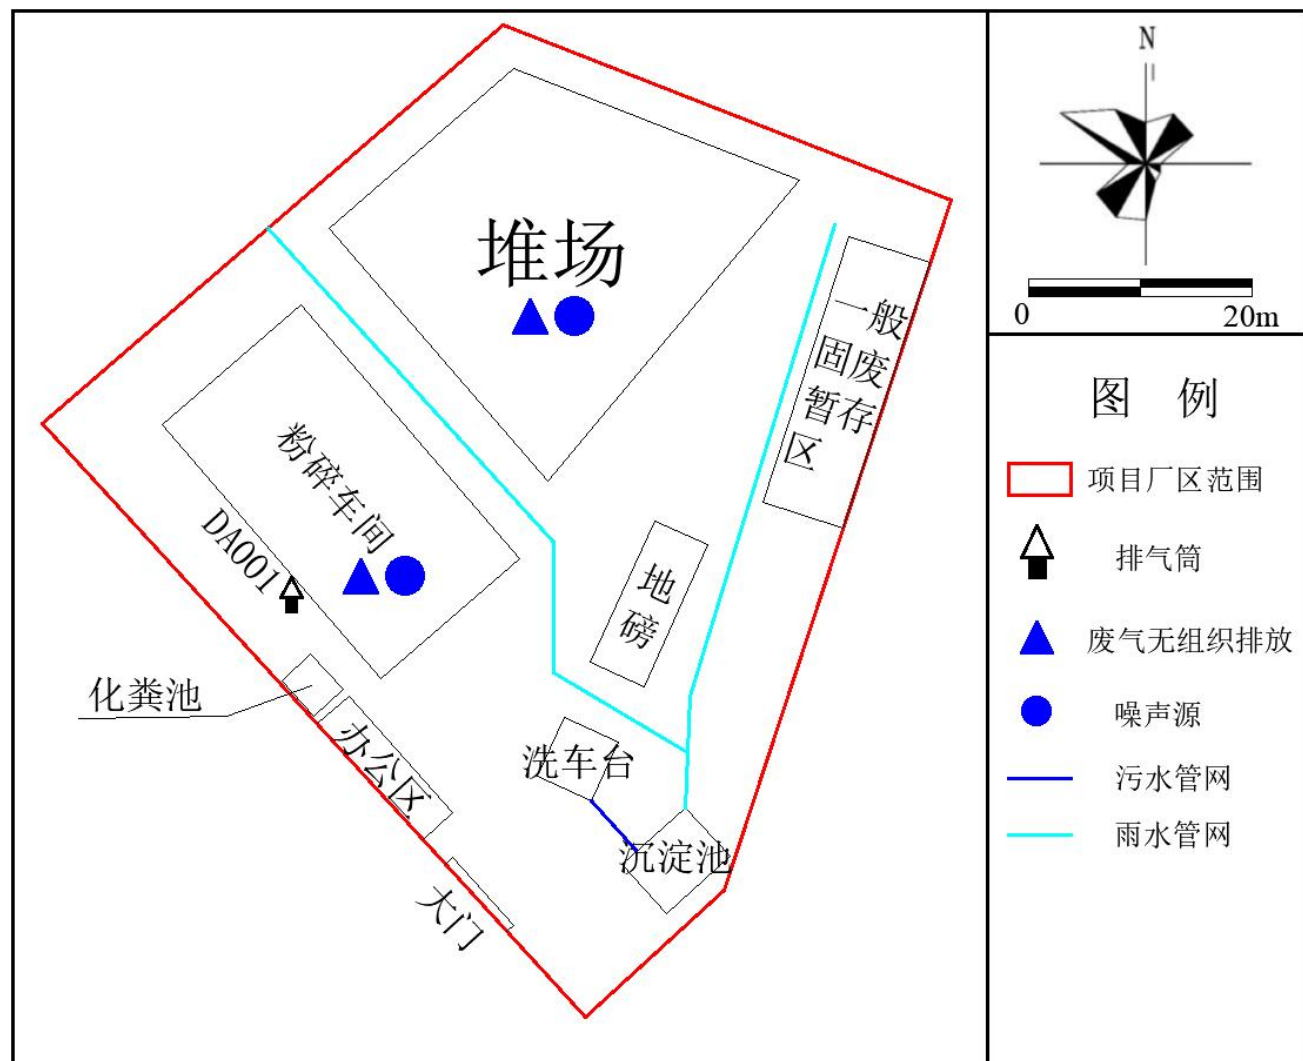 堆场
一般
固废
暂存
区
粉碎车间
DA001
地
磅
化粪池
办公区
洗车台
沉淀池
大门
N
0
20m
图 例
项目厂区范围
排气筒
废气无组织排放
噪声源
污水管网
雨水管网